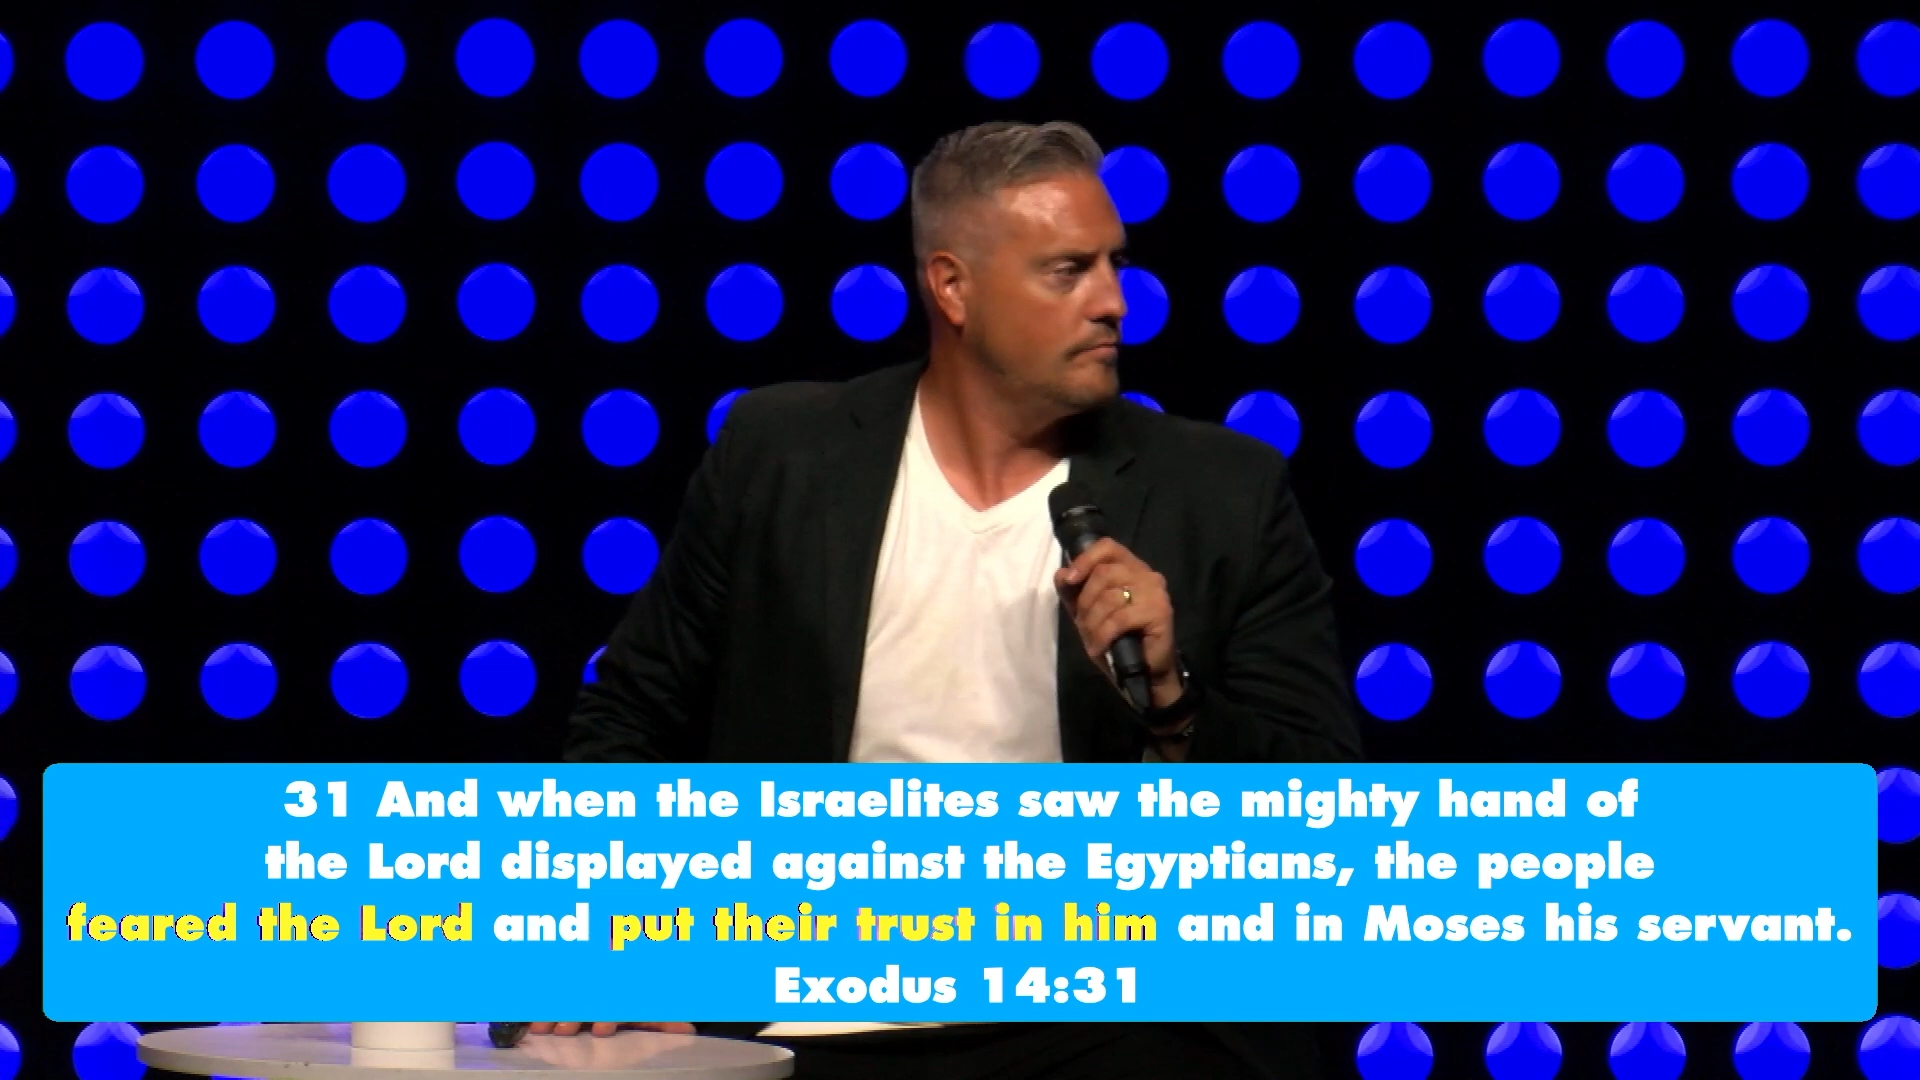 31 And when the Israelites saw the mighty hand of
the Lord displayed against the Egyptians, the people
feared the Lord and put their trust in him and in Moses his servant.
Exodus 14:31